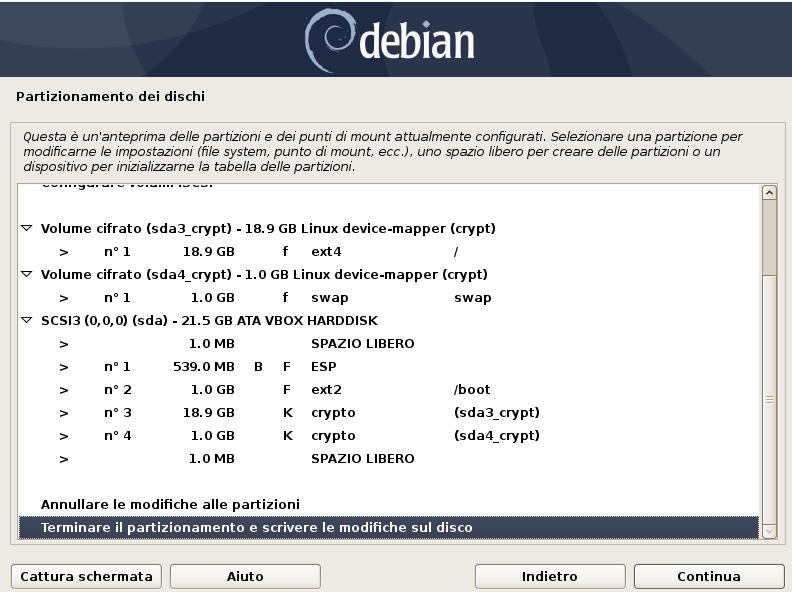 debian
Partizionamento dei dischi
Questa è un'anteprima delle partizioni e dei punti di mount attualmente configurati. Selezionare una partizione per
modificarne le impostazioni (file system, punto di mount, ecc.), uno spazio libero per creare delle partizioni o un
dispositivo per inizializzarne la tabella delle partizioni.
Configurare volumi iSCSI
Volume cifrato (sda3_crypt) - 18.9 GB Linux device-mapper (crypt)
> n° 1 18.9 GB f ext4 /
Volume cifrato (sda4_crypt) - 1.0 GB Linux device-mapper (crypt)
> n° 1 1.0 GB f swap swap
SCSI3 (0,0,0) (sda) - 21.5 GB ATA VBOX HARDDISK
> 1.0 MB SPAZIO LIBERO
> n° 1 539.0 MB B F ESP
> n° 2 1.0 GB F ext2 /boot
> n° 3 18.9 GB K crypto (sda3_crypt)
> n° 4 1.0 GB K crypto (sda4_crypt)
> 1.0 MB SPAZIO LIBERO
Annullare le modifiche alle partizioni
Terminare il partizionamento e scrivere le modifiche sul disco
Cattura schermata Aiuto Indietro Continua